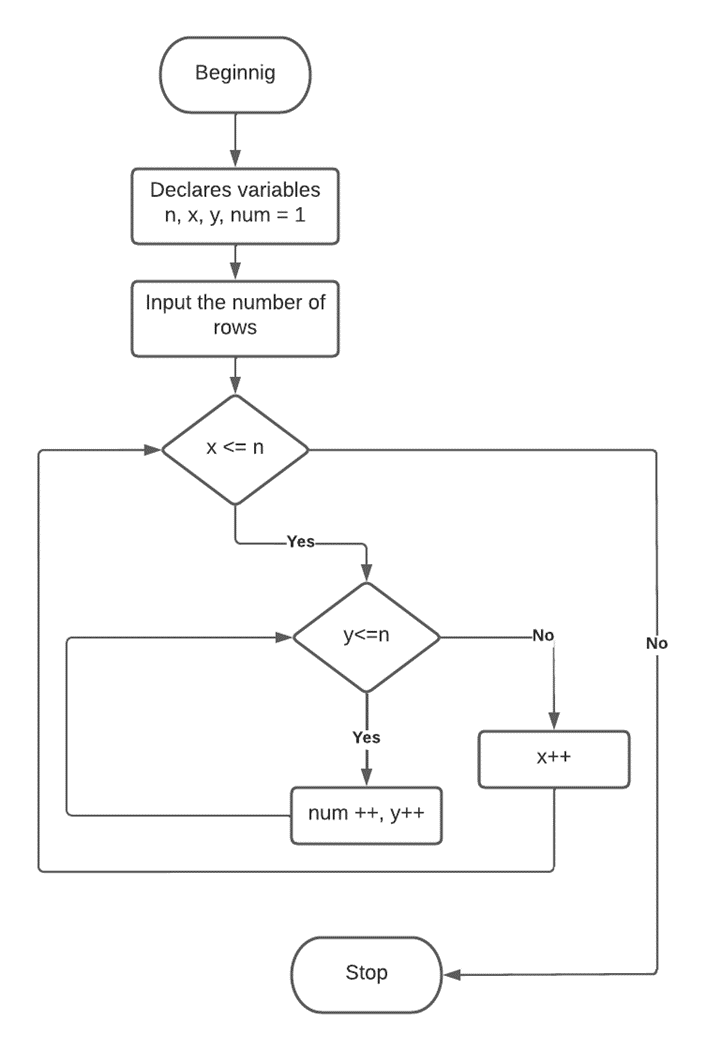 Beginnig
Declares variables
n, x, y, num = 1
Input the number of
rows
x <= n
Yes
y<=n
No
No
Yes
x++
num ++, y++
Stop